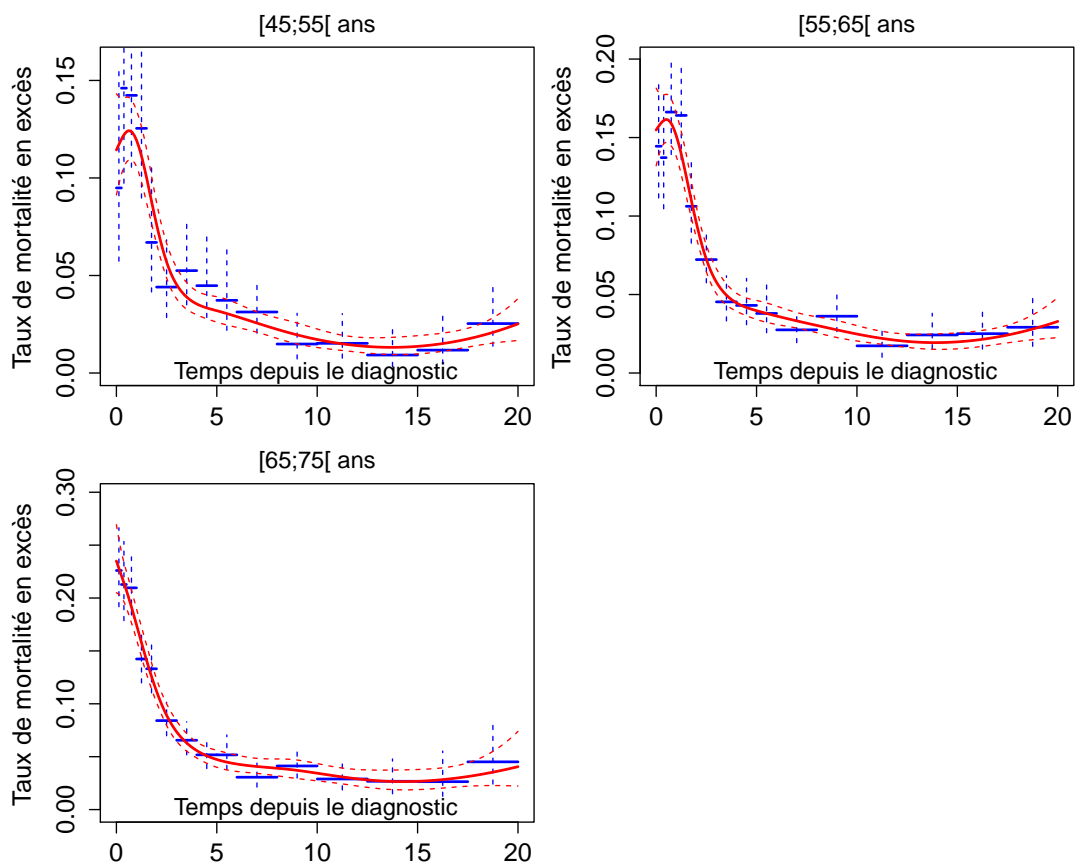 [45;55[ ans
Taux de mortalité en excès
0.00 0.05 0.10 0.15
Temps depuis le diagnostic
0 5 10 15 20
[55;65[ ans
Taux de mortalité en excès
0.00 0.05 0.10 0.15 0.20
Temps depuis le diagnostic
0 5 10 15 20
[65;75[ ans
Taux de mortalité en excès
0.00 0.10 0.20 0.30
Temps depuis le diagnostic
0 5 10 15 20